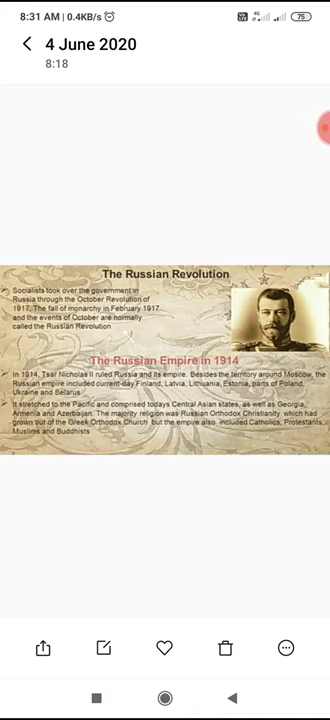 8:31 AM | 0.4KB/s
4G
75
4 June 2020
8:18
The Russian Revolution
Socialists took over the government in
Russia through the October Revolution of
1917. The fall of monarchy in February 1917
and the events of October are normally
called the Russian Revolution
The Russian Empire in 1914
In 1914, Tsar Nicholas II ruled Russia and its empire. Besides the territory around Moscow, the
Russian empire included current-day Finland, Latvia, Lithuania, Estonia, parts of Poland,
Ukraine and Belarus
It stretched to the Pacific and comprised todays Central Asian states, as well as Georgia,
Armenia and Azerbaijan. The majority religion was Russian Orthodox Christianity which had
grown out of the Greek Orthodox Church but the empire also included Catholics, Protestants,
Muslims and Buddhists